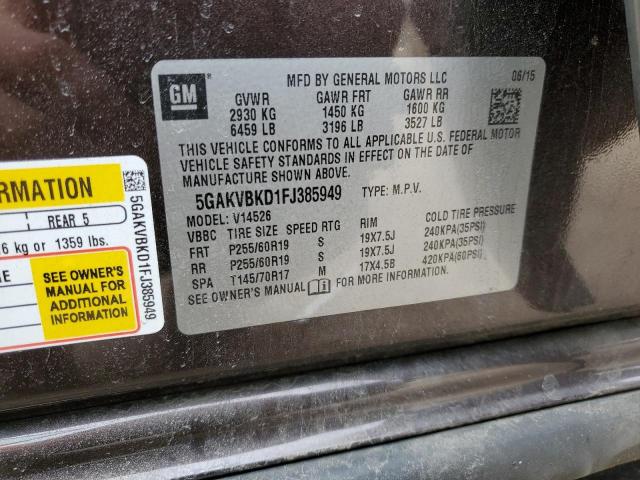 GM
MFD BY GENERAL MOTORS LLC 06/15
GVWR GAWR FRT GAWR RR
2930 KG 1450 KG 1600 KG
6459 LB 3196 LB 3527 LB
THIS VEHICLE CONFORMS TO ALL APPLICABLE U.S. FEDERAL MOTOR
VEHICLE SAFETY STANDARDS IN EFFECT ON THE DATE OF
MANUFACTURE SHOWN ABOVE.
5GAKVBKD1FJ385949 TYPE: M.P.V.
MODEL: V14526
VBBC TIRE SIZE SPEED RTG RIM COLD TIRE PRESSURE
FRT P255/60R19 S 19X7.5J 240KPA(35PSI)
RR P255/60R19 S 19X7.5J 240KPA(35PSI)
SPA T145/70R17 M 17X4.5B 420KPA(60PSI)
SEE OWNER'S MANUAL FOR MORE INFORMATION.
ORMATION
REAR 5
6 kg or 1359 lbs.
SEE OWNER'S
MANUAL FOR
ADDITIONAL
INFORMATION
5GAKVBKD1FJ385949